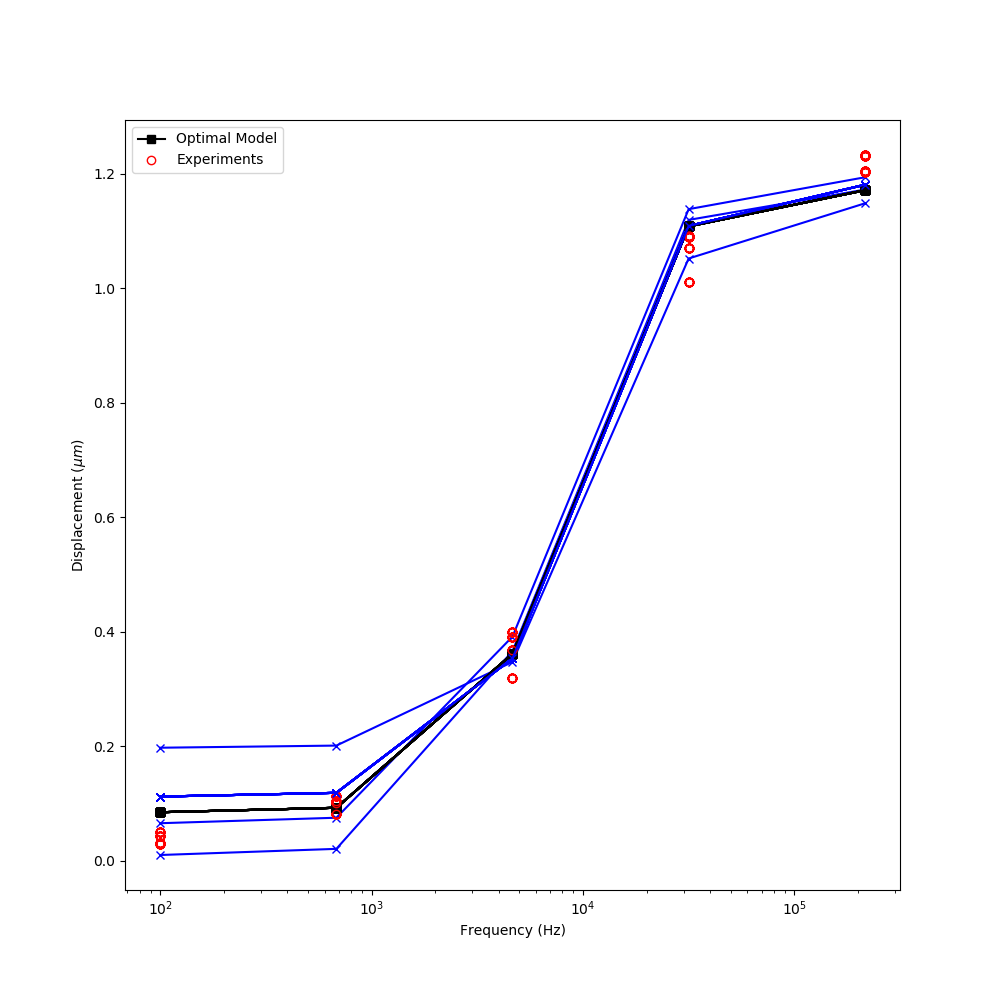 Optimal Model
Experiments
1.2
1.0
0.8
0.6
0.4
0.2
0.0
Displacement (μm)
10²
10³
10⁴
10⁵
Frequency (Hz)